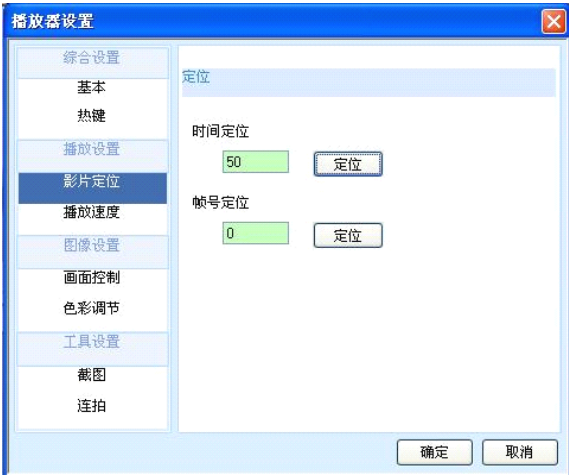 播放器设置
综合设置
基本
热键
播放设置
影片定位
播放速度
图像设置
画面控制
色彩调节
工具设置
截图
连拍
定位
时间定位
50 定位
帧号定位
0 定位
确定 取消